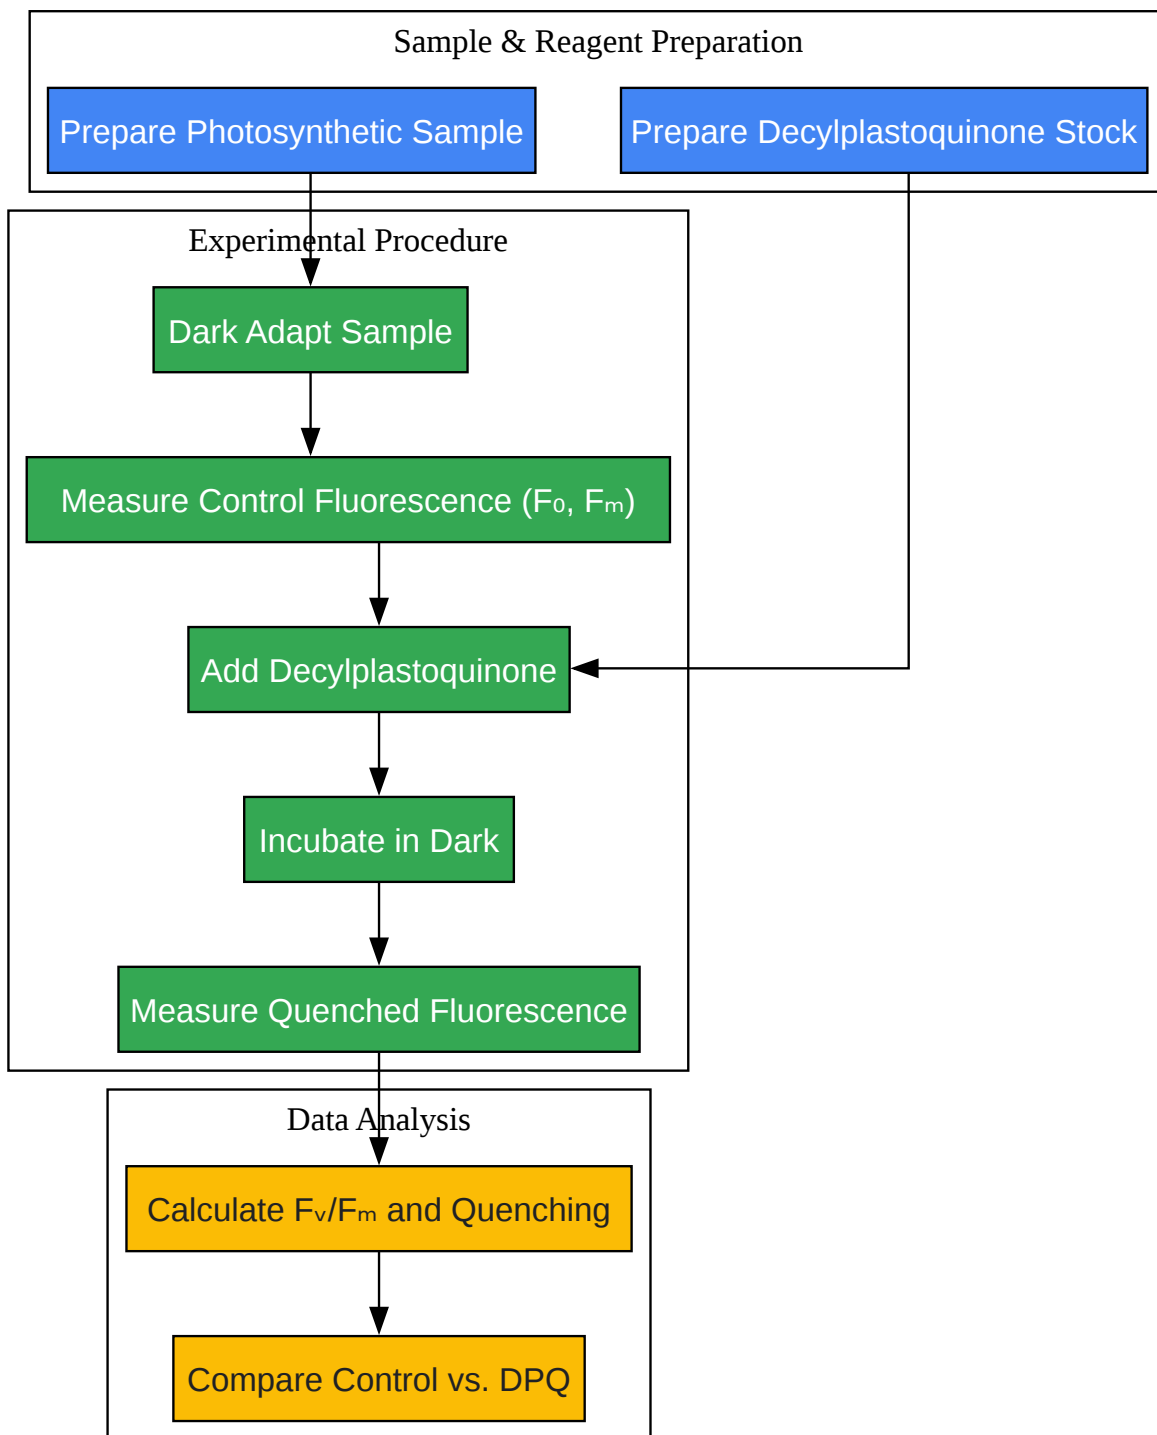 Sample & Reagent Preparation
Prepare Photosynthetic Sample
Prepare Decylplastoquinone Stock
Experimental Procedure
Dark Adapt Sample
Measure Control Fluorescence (F₀, Fₘ)
Add Decylplastoquinone
Incubate in Dark
Measure Quenched Fluorescence
Data Analysis
Calculate Fᵥ/Fₘ and Quenching
Compare Control vs. DPQ